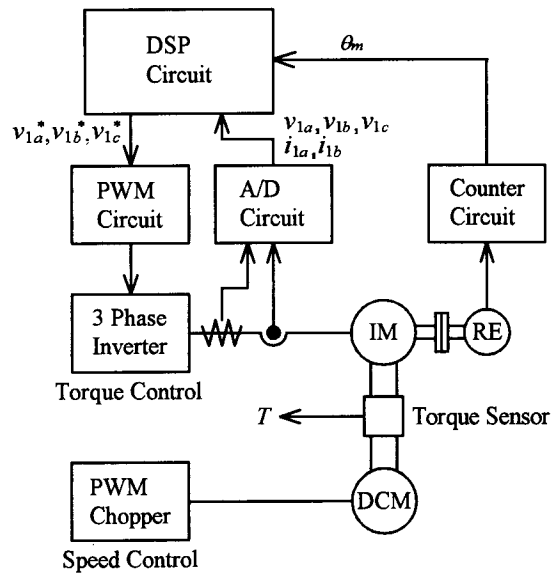 DSP
Circuit
θm
v1a*,v1b*,v1c*
v1a,v1b,v1c
i1a,i1b
PWM
Circuit
A/D
Circuit
Counter
Circuit
3 Phase
Inverter
IM
RE
Torque Control
T
Torque Sensor
PWM
Chopper
DCM
Speed Control